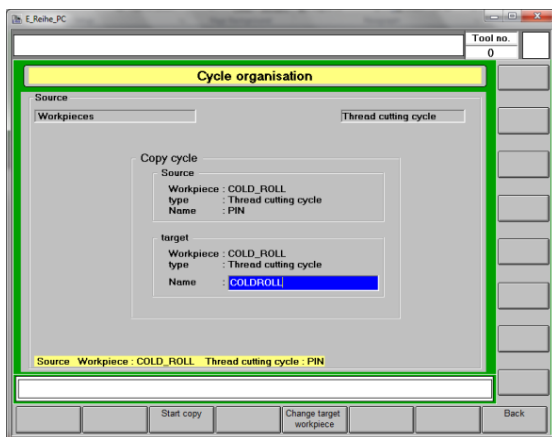 E_Reihe_PC
Tool no.
0
Cycle organisation
Source
Workpieces
Thread cutting cycle
Copy cycle
Source
Workpiece : COLD_ROLL
type : Thread cutting cycle
Name : PIN
target
Workpiece : COLD_ROLL
type : Thread cutting cycle
Name : COLDROLL
Source Workpiece : COLD_ROLL Thread cutting cycle : PIN
Start copy
Change target
workpiece
Back